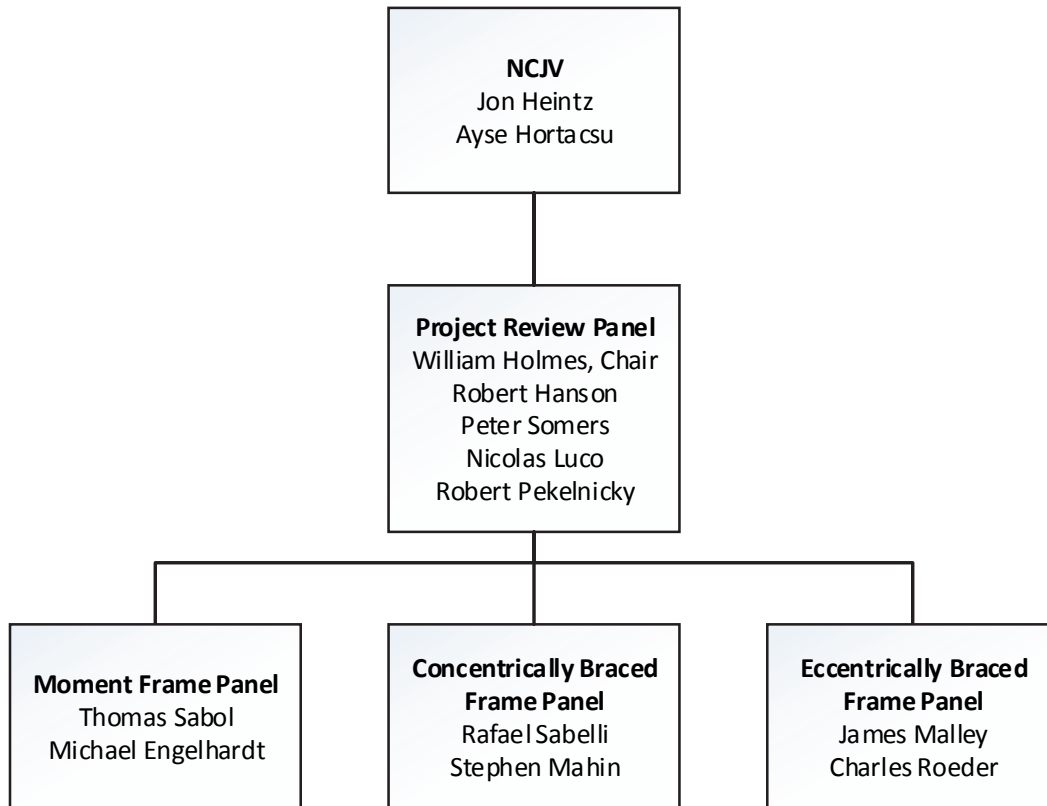 NCJV
Jon Heintz
Ayse Hortacsu
Project Review Panel
William Holmes, Chair
Robert Hanson
Peter Somers
Nicolas Luco
Robert Pekelnicky
Moment Frame Panel
Thomas Sabol
Michael Engelhardt
Concentrically Braced
Frame Panel
Rafael Sabelli
Stephen Mahin
Eccentrically Braced
Frame Panel
James Malley
Charles Roeder